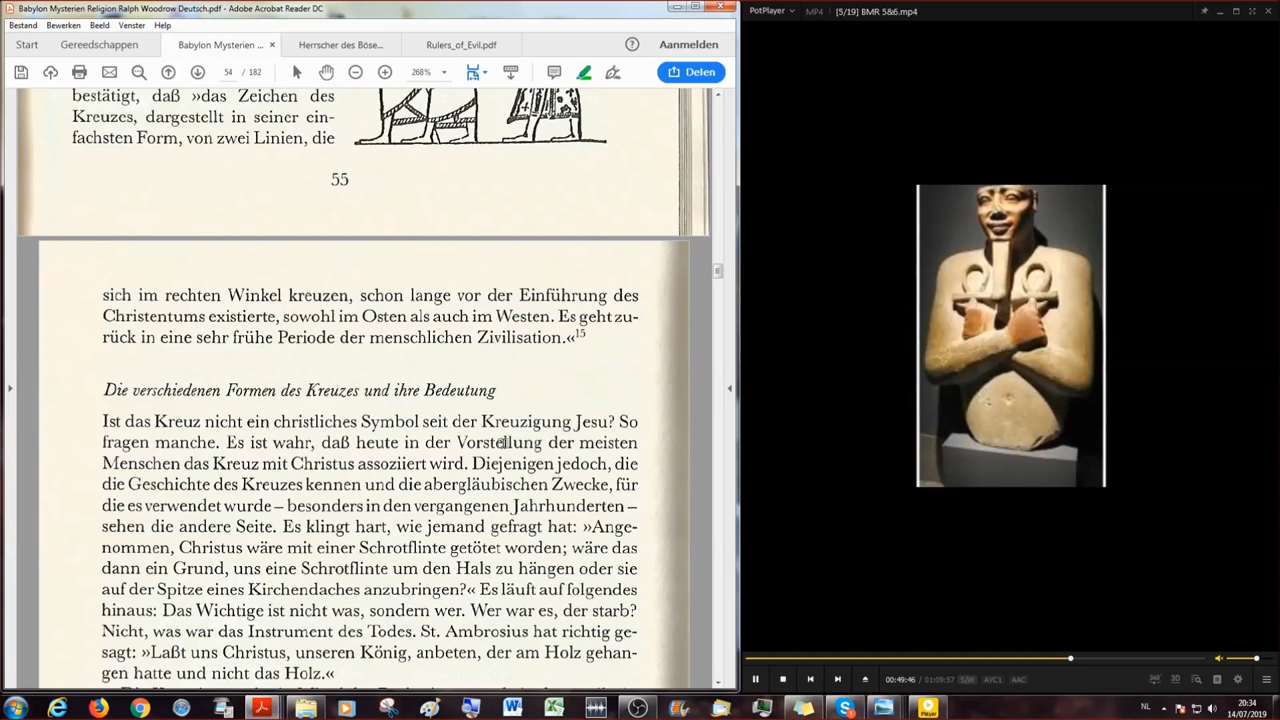 Babylon Mysterien Religion Ralph Woodrow Deutsch.pdf - Adobe Acrobat Reader DC
Bestand Bewerken Beeld Venster Help
Start Gereedschappen Babylon Mysterien ... × Herrscher des Böse... Rulers_of_Evil.pdf Aanmelden
54 / 182 268% Delen
bestätigt, daß »das Zeichen des
Kreuzes, dargestellt in seiner ein-
fachsten Form, von zwei Linien, die
55
sich im rechten Winkel kreuzen, schon lange vor der Einführung des
Christentums existierte, sowohl im Osten als auch im Westen. Es geht zu-
rück in eine sehr frühe Periode der menschlichen Zivilisation.«15
Die verschiedenen Formen des Kreuzes und ihre Bedeutung
Ist das Kreuz nicht ein christliches Symbol seit der Kreuzigung Jesu? So
fragen manche. Es ist wahr, daß heute in der Vorstellung der meisten
Menschen das Kreuz mit Christus assoziiert wird. Diejenigen jedoch, die
die Geschichte des Kreuzes kennen und die abergläubischen Zwecke, für
die es verwendet wurde – besonders in den vergangenen Jahrhunderten –
sehen die andere Seite. Es klingt hart, wie jemand gefragt hat: »Ange-
nommen, Christus wäre mit einer Schrotflinte getötet worden; wäre das
dann ein Grund, uns eine Schrotflinte um den Hals zu hängen oder sie
auf der Spitze eines Kirchendaches anzubringen?« Es läuft auf folgendes
hinaus: Das Wichtige ist nicht was, sondern wer. Wer war es, der starb?
Nicht, was war das Instrument des Todes. St. Ambrosius hat richtig ge-
sagt: »Laßt uns Christus, unseren König, anbeten, der am Holz gehan-
gen hatte und nicht das Holz.«
PotPlayer MP4 [5/19] BMR 5&6.mp4
00:49:46 / 01:09:57 S/W AVC1 AAC
360° 3D
NL 20:34
14/07/2019